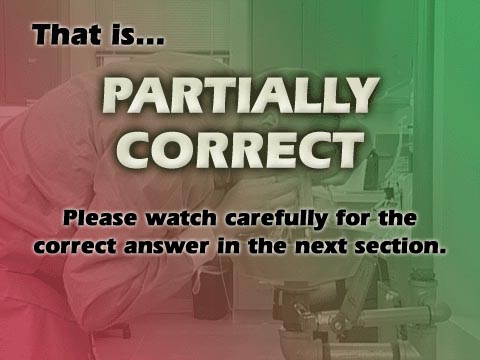 That is...
PARTIALLY
CORRECT
Please watch carefully for the
correct answer in the next section.